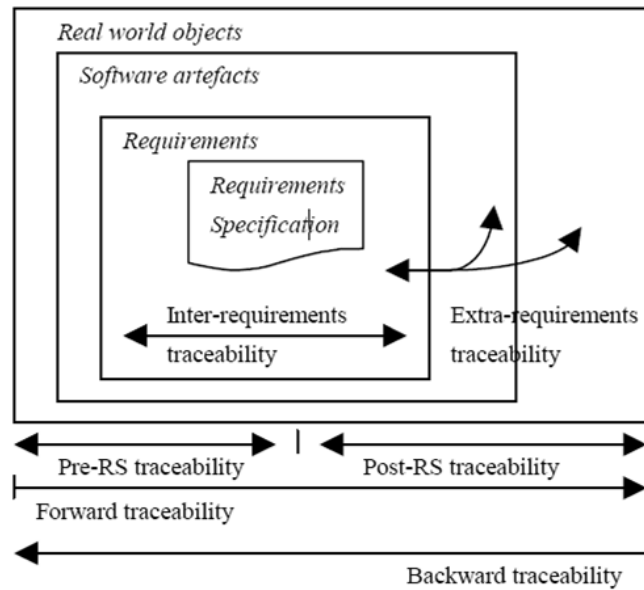 Real world objects
Software artefacts
Requirements
Requirements
Specification
Inter-requirements
traceability
Extra-requirements
traceability
Pre-RS traceability
Post-RS traceability
Forward traceability
Backward traceability